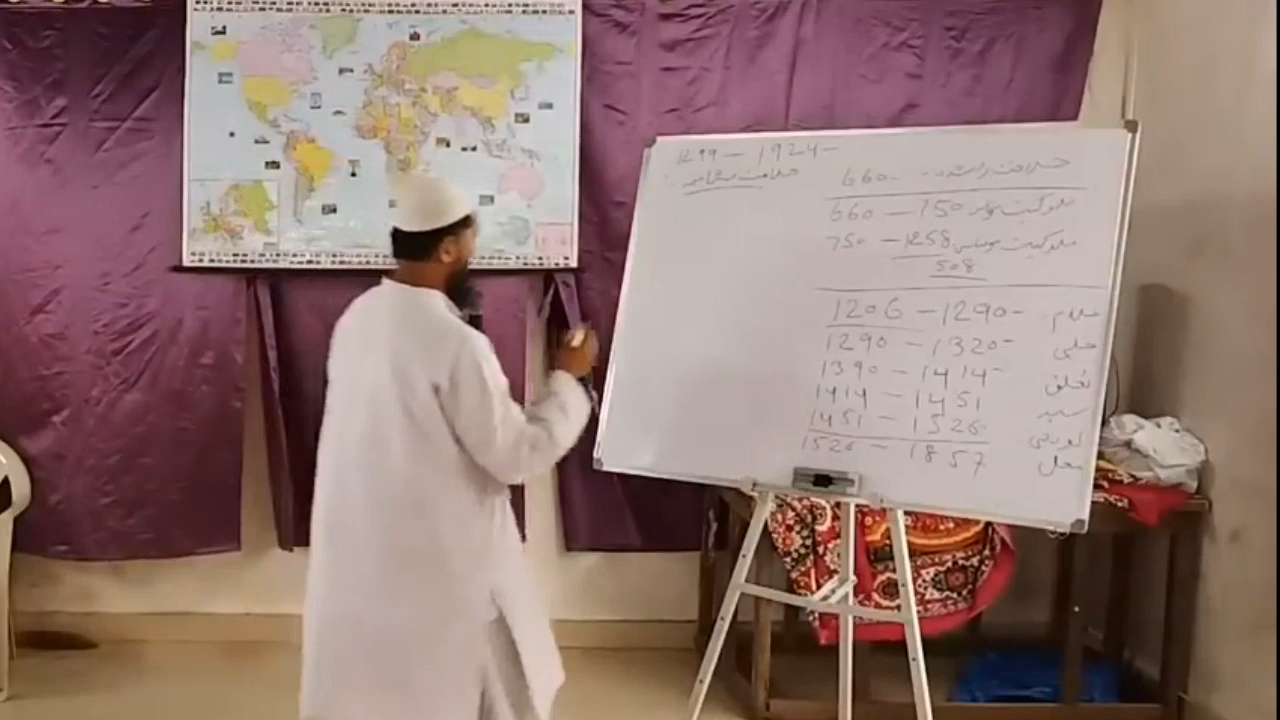 خلافت راشدہ 660-
ملوکیت بنو امیہ 660 – 750
ملوکیت بنو عباس 750 – 1258
508
1299 – 1924-
خلافت عثمانیہ
غلام 1206 – 1290-
خلجی 1290 – 1320-
تغلق 1390 – 1414-
سید 1414 – 1451
لودھی 1451 – 1526-
مغل 1526 – 1857